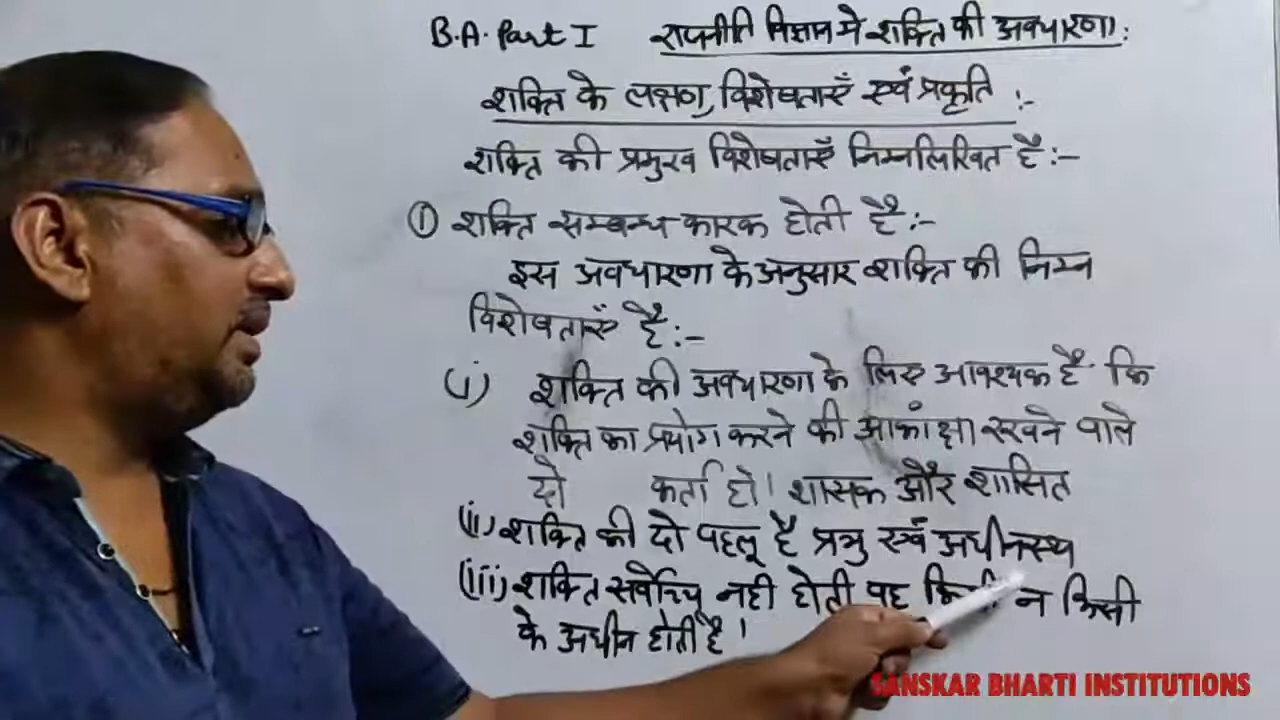 B.A. Part I राजनीति विज्ञान मे शक्ति की अवधारणा:
शक्ति के लक्षण, विशेषताएँ एवं प्रकृति :-
शक्ति की प्रमुख विशेषताएँ निम्नलिखित है:-
① शक्ति सम्बन्ध कारक होती है:-
इस अवधारणा के अनुसार शक्ति की निम्न
विशेषताएँ है:-
(i) शक्ति की अवधारणा के लिए आवश्यक है कि
शक्ति का प्रयोग करने की आकांक्षा रखने वाले
दो कर्ता हो। शासक और शासित
(ii) शक्ति की दो पहलू है प्रभु एवं अधीनस्थ
(iii) शक्ति सर्वोच्च नही होती वह किसी न किसी
के अधीन होती है।
SANSKAR BHARTI INSTITUTIONS